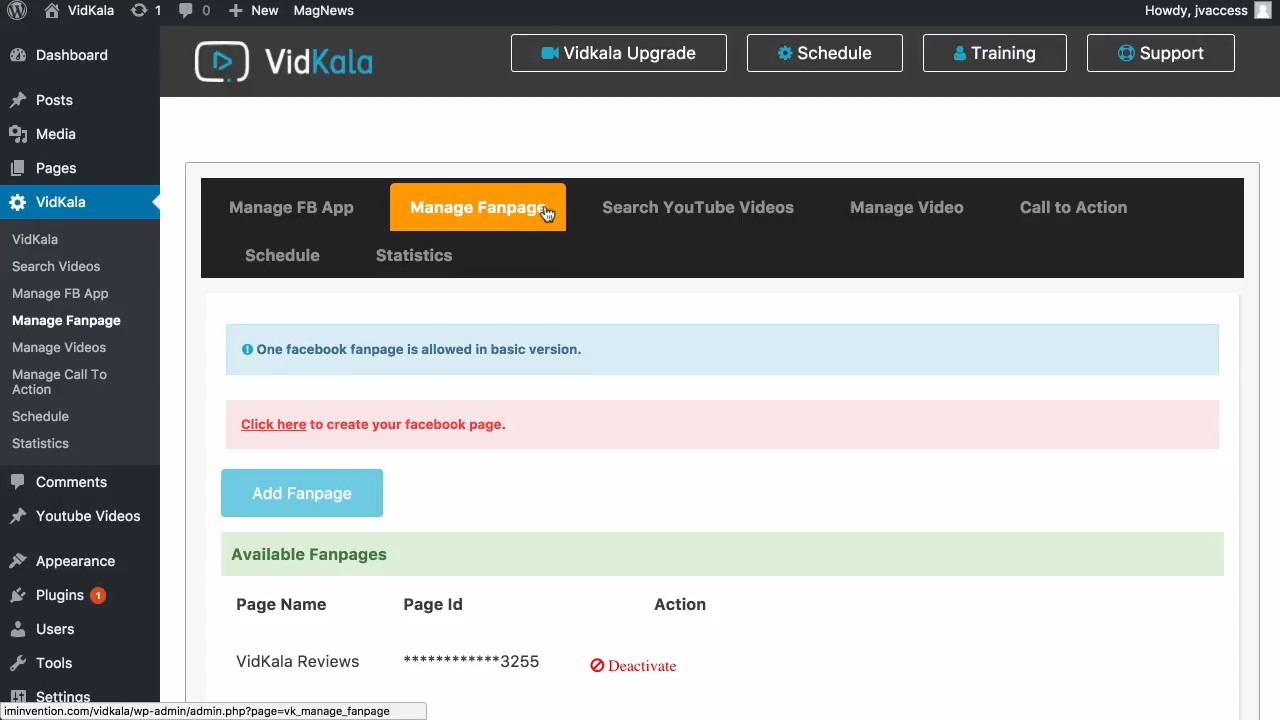 VidKala 1 0 New MagNews Howdy, jvaccess
Dashboard
Posts
Media
Pages
VidKala
VidKala
Search Videos
Manage FB App
Manage Fanpage
Manage Videos
Manage Call To
Action
Schedule
Statistics
Comments
Youtube Videos
Appearance
Plugins 1
Users
Tools
Settings
VidKala
Vidkala Upgrade Schedule Training Support
Manage FB App Manage Fanpage Search YouTube Videos Manage Video Call to Action
Schedule Statistics
One facebook fanpage is allowed in basic version.
Click here to create your facebook page.
Add Fanpage
Available Fanpages
Page Name Page Id Action
VidKala Reviews ************3255 Deactivate
iminvention.com/vidkala/wp-admin/admin.php?page=vk_manage_fanpage